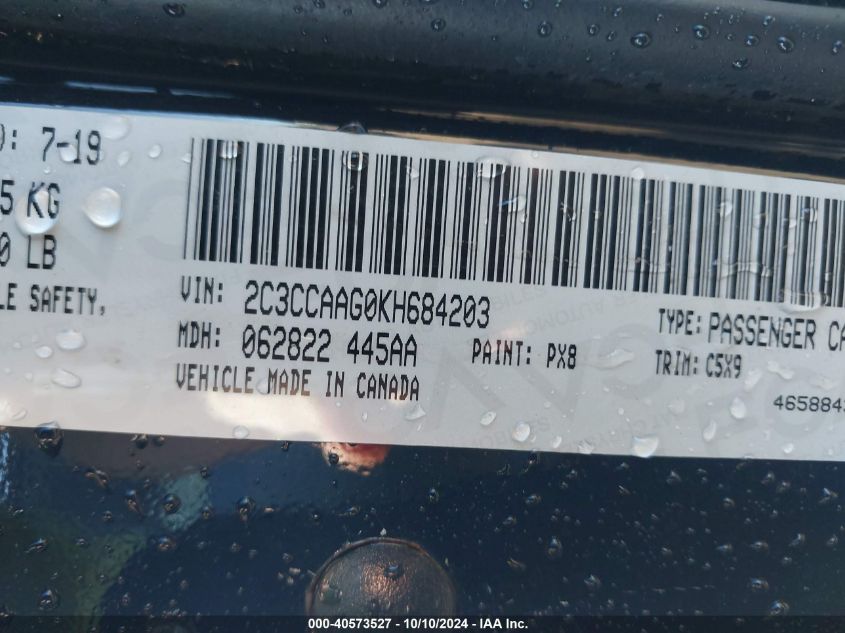 ): 7-19
5 KG
0 LB
LE SAFETY,
VIN: 2C3CCAAG0KH684203
MDH: 062822 445AA
PAINT: PX8
VEHICLE MADE IN CANADA
TYPE: PASSENGER CA
TRIM: C5X9
465884
000-40573527 - 10/10/2024 - IAA Inc.